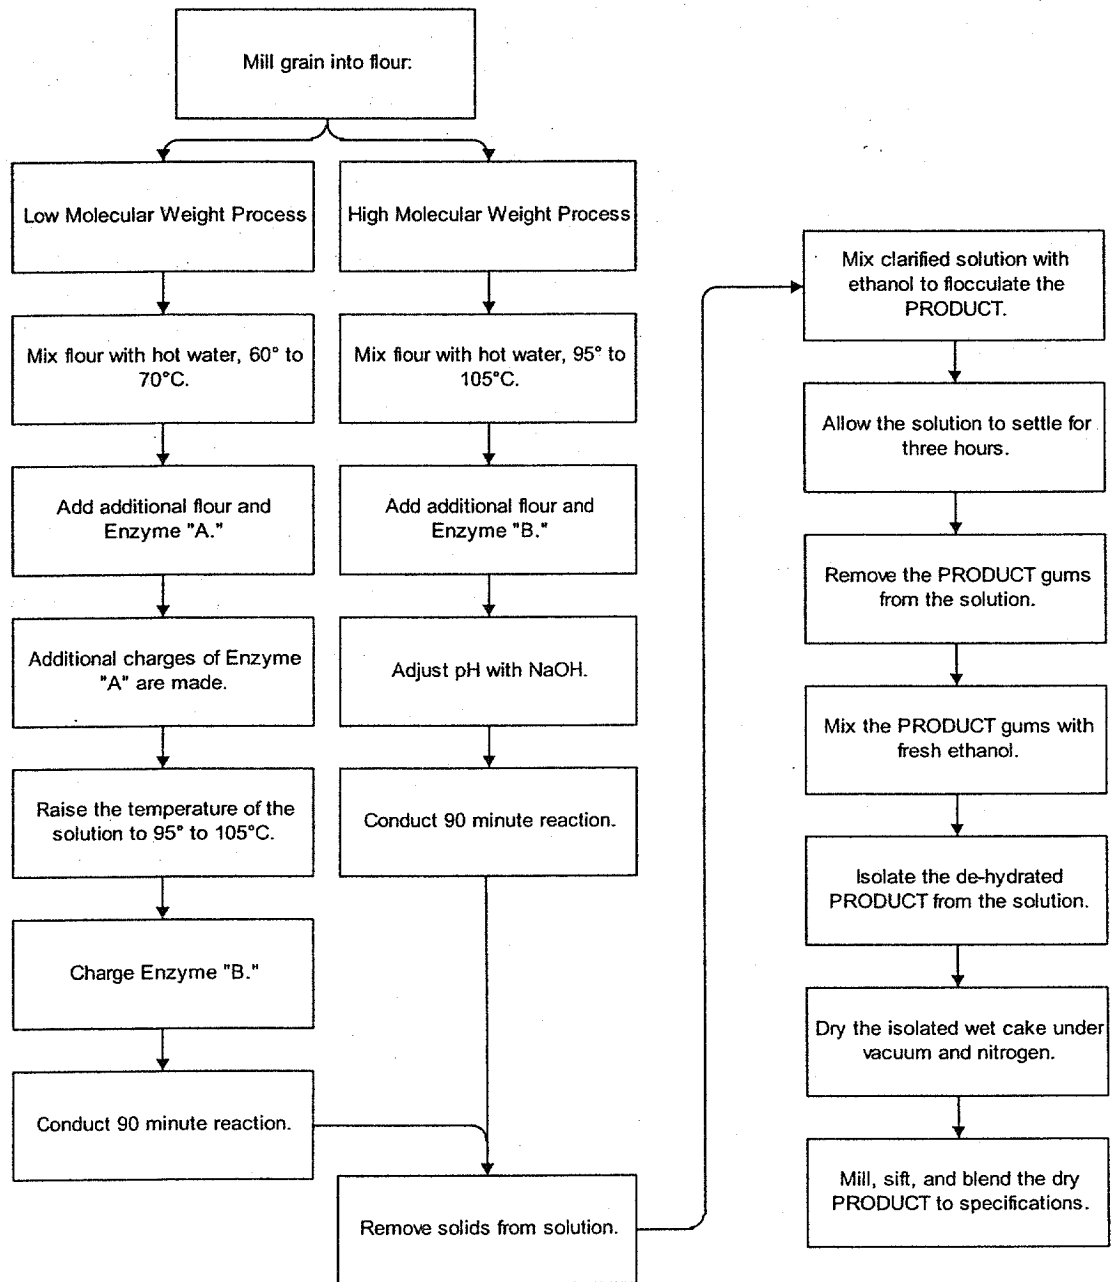 Mill grain into flour:
Low Molecular Weight Process
Mix flour with hot water, 60° to
70°C.
Add additional flour and
Enzyme "A."
Additional charges of Enzyme
"A" are made.
Raise the temperature of the
solution to 95° to 105°C.
Charge Enzyme "B."
Conduct 90 minute reaction.
High Molecular Weight Process
Mix flour with hot water, 95° to
105°C.
Add additional flour and
Enzyme "B."
Adjust pH with NaOH.
Conduct 90 minute reaction.
Remove solids from solution.
Mix clarified solution with
ethanol to flocculate the
PRODUCT.
Allow the solution to settle for
three hours.
Remove the PRODUCT gums
from the solution.
Mix the PRODUCT gums with
fresh ethanol.
Isolate the de-hydrated
PRODUCT from the solution.
Dry the isolated wet cake under
vacuum and nitrogen.
Mill, sift, and blend the dry
PRODUCT to specifications.